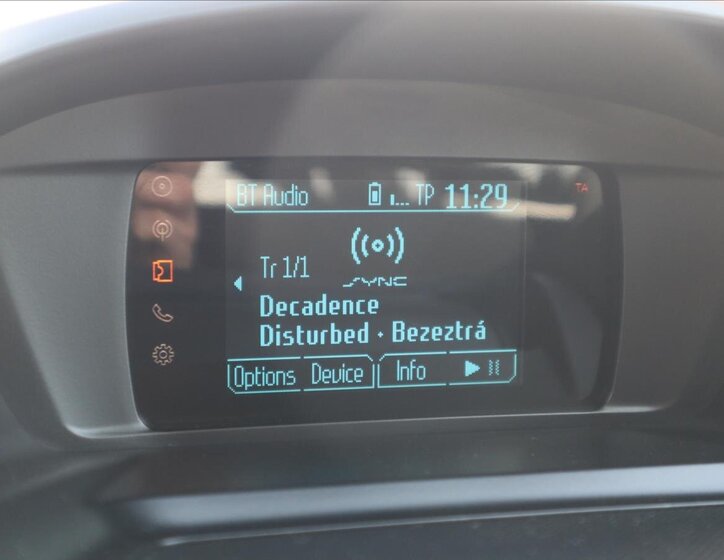 BT Audio TP 11:29
TA
Tr 1/1
SYNC
Decadence
Disturbed • Bezeztrá
Options Device Info